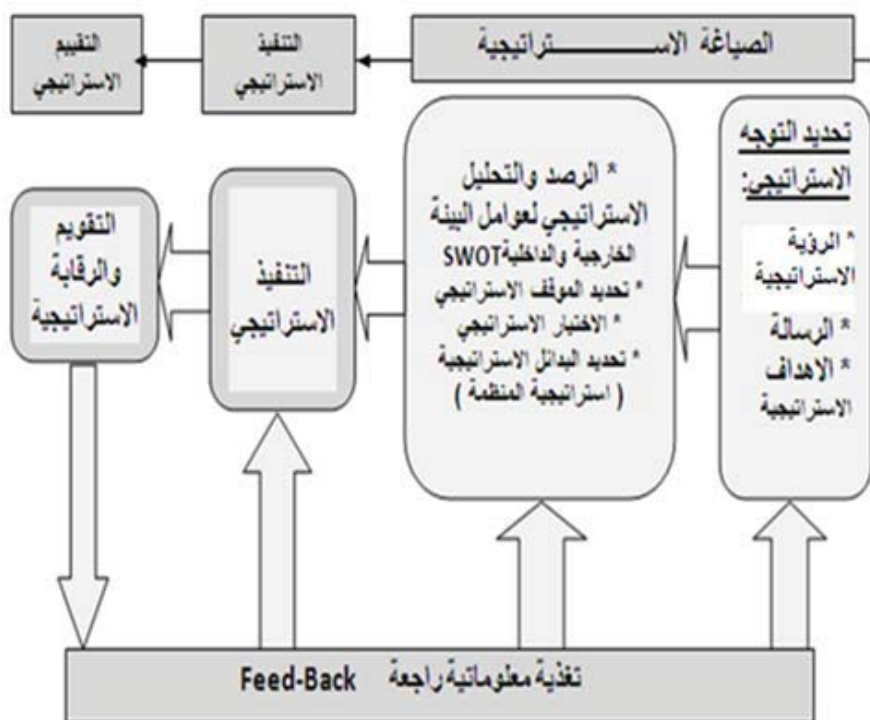 الصياغة الاســـــــــتراتيجية
التنفيذ
الاستراتيجي
التقييم
الاستراتيجي
تحديد التوجه
الاستراتيجي:
* الرؤية
الاستراتيجية
* الرسالة
* الاهداف
الاستراتيجية
* الرصد والتحليل
الاستراتيجي لعوامل البيئة
الخارجية والداخلية SWOT
* تحديد الموقف الاستراتيجي
* الاختيار الاستراتيجي
* تحديد البدائل الاستراتيجية
( استراتيجية المنظمة )
التنفيذ
الاستراتيجي
التقويم
والرقابة
الاستراتيجية
تغذية معلوماتية راجعة Feed-Back